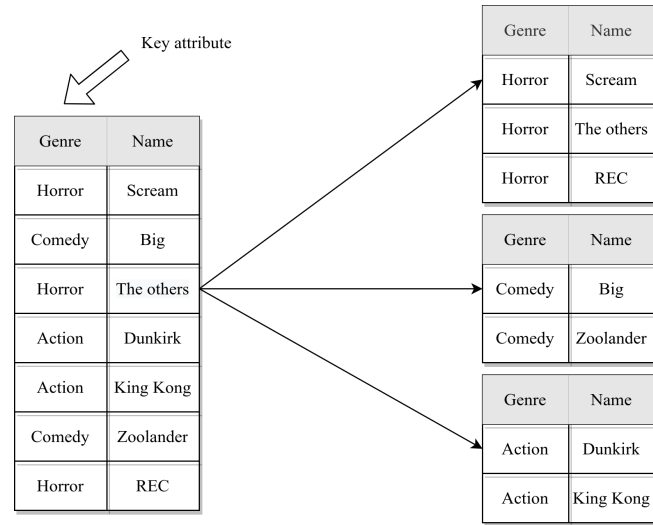 Key attribute
Genre Name
Horror Scream
Comedy Big
Horror The others
Action Dunkirk
Action King Kong
Comedy Zoolander
Horror REC
Genre Name
Horror Scream
Horror The others
Horror REC
Genre Name
Comedy Big
Comedy Zoolander
Genre Name
Action Dunkirk
Action King Kong